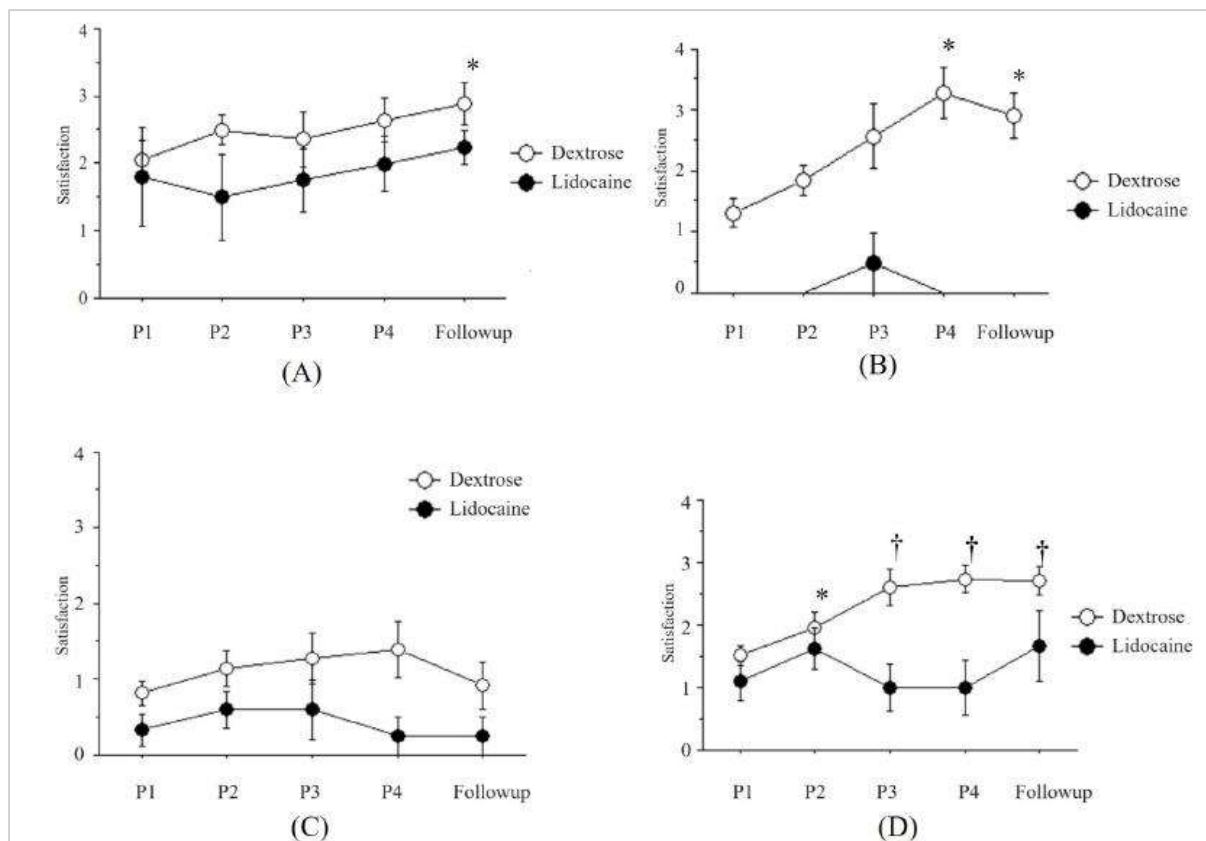 4
3
2
1
0
Satisfaction
*
Dextrose
Lidocaine
P1 P2 P3 P4 Followup
(A)
4
3
2
1
0
Satisfaction
* *
Dextrose
Lidocaine
P1 P2 P3 P4 Followup
(B)
4
3
2
1
0
Satisfaction
Dextrose
Lidocaine
P1 P2 P3 P4 Followup
(C)
4
3
2
1
0
Satisfaction
* † † †
Dextrose
Lidocaine
P1 P2 P3 P4 Followup
(D)